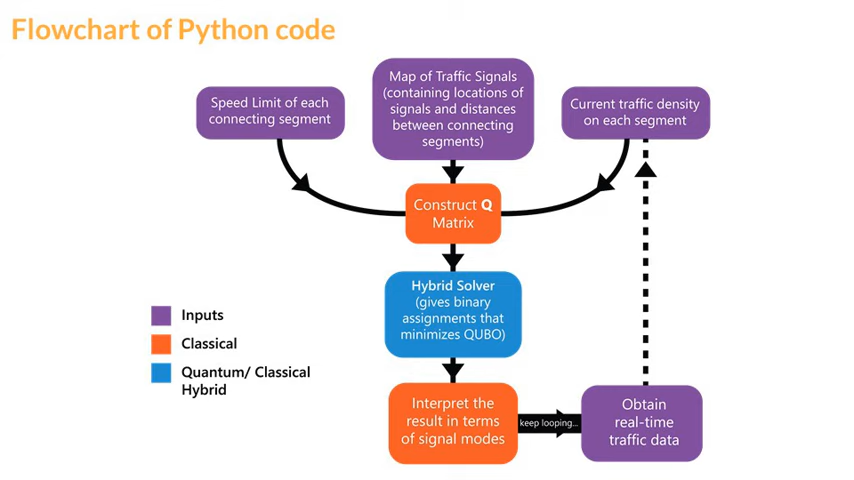 Flowchart of Python code
Speed Limit of each
connecting segment
Map of Traffic Signals
(containing locations of
signals and distances
between connecting
segments)
Current traffic density
on each segment
Construct Q
Matrix
Hybrid Solver
(gives binary
assignments that
minimizes QUBO)
Inputs
Classical
Quantum/ Classical
Hybrid
Interpret the
result in terms
of signal modes
keep looping...
Obtain
real-time
traffic data